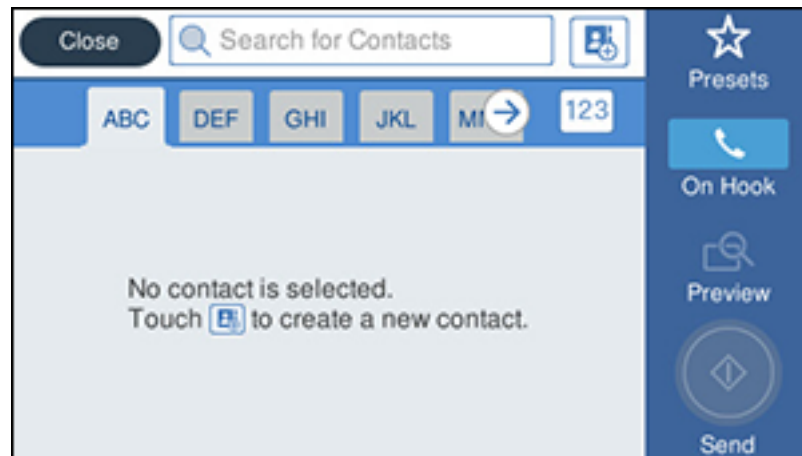 Close
Search for Contacts
Presets
ABC
DEF
GHI
JKL
123
On Hook
No contact is selected.
Touch to create a new contact.
Preview
Send